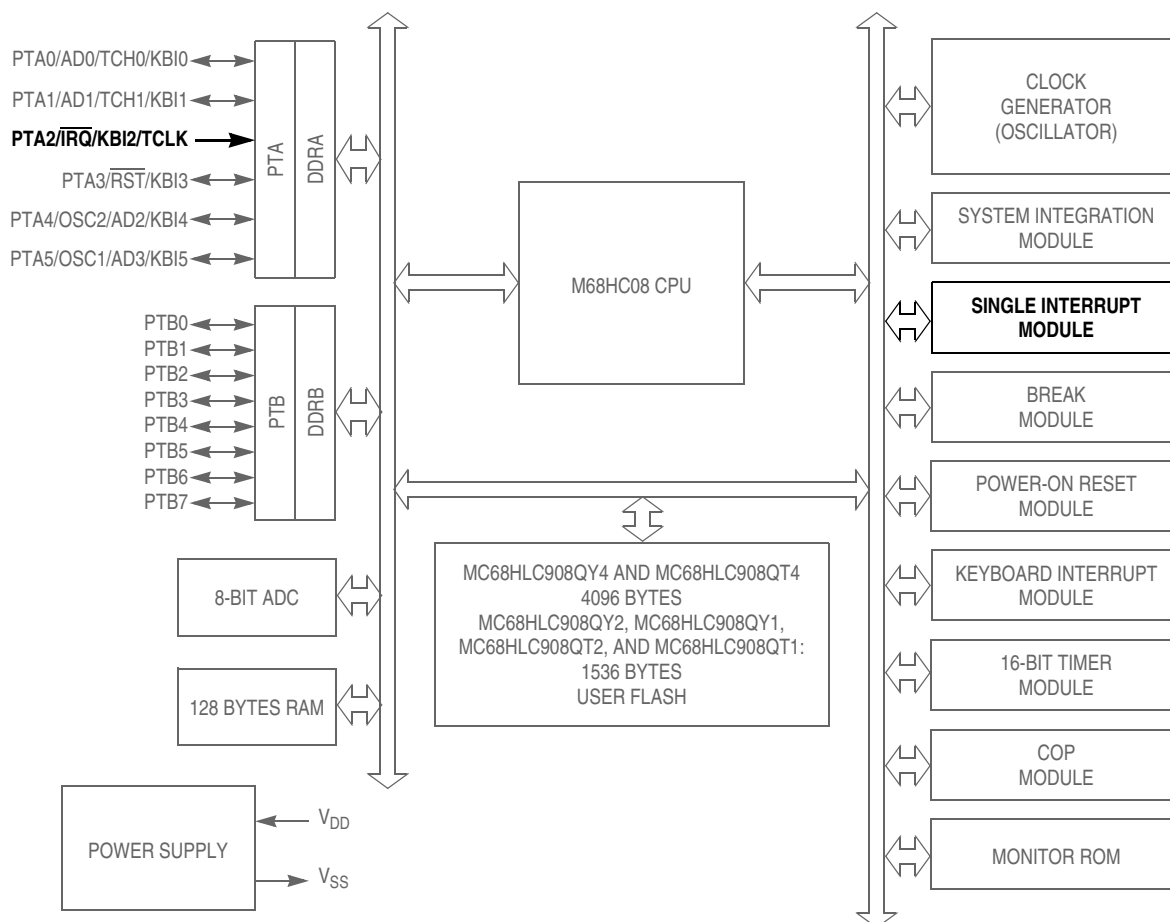 PTA0/AD0/TCH0/KBI0
PTA1/AD1/TCH1/KBI1
PTA2/I̅R̅Q̅/KBI2/TCLK
PTA3/R̅S̅T̅/KBI3
PTA4/OSC2/AD2/KBI4
PTA5/OSC1/AD3/KBI5
PTA
DDRA
PTB0
PTB1
PTB2
PTB3
PTB4
PTB5
PTB6
PTB7
PTB
DDRB
8-BIT ADC
128 BYTES RAM
POWER SUPPLY
VDD
VSS
M68HC08 CPU
MC68HLC908QY4 AND MC68HLC908QT4
4096 BYTES
MC68HLC908QY2, MC68HLC908QY1,
MC68HLC908QT2, AND MC68HLC908QT1:
1536 BYTES
USER FLASH
CLOCK
GENERATOR
(OSCILLATOR)
SYSTEM INTEGRATION
MODULE
SINGLE INTERRUPT
MODULE
BREAK
MODULE
POWER-ON RESET
MODULE
KEYBOARD INTERRUPT
MODULE
16-BIT TIMER
MODULE
COP
MODULE
MONITOR ROM